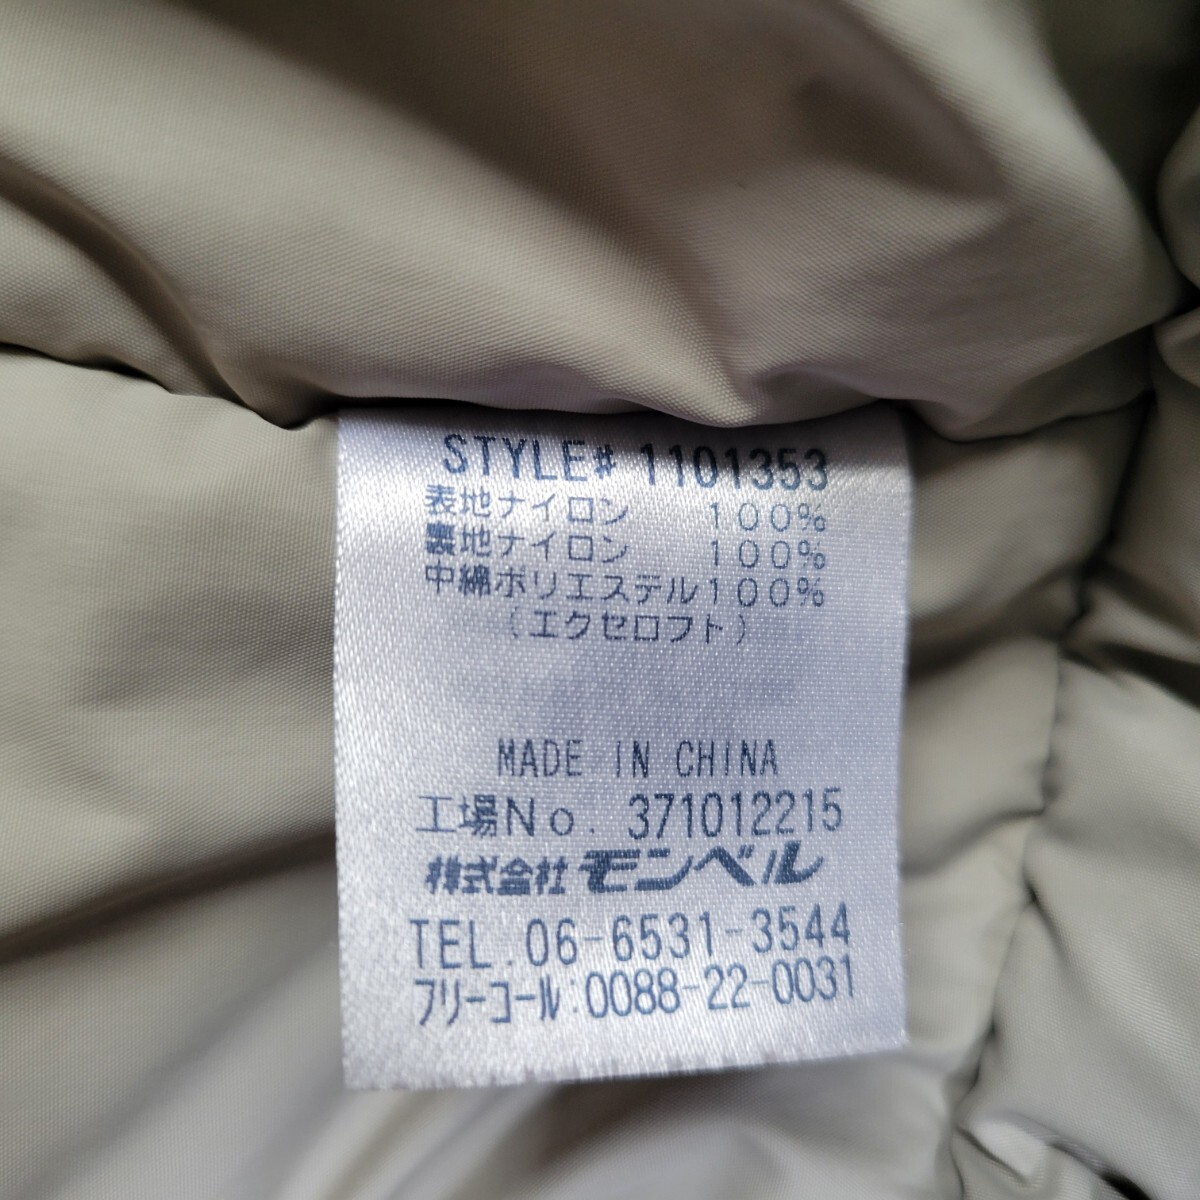 STYLE# 1101353
表地ナイロン 100%
裏地ナイロン 100%
中綿ポリエステル100%
(エクセロフト)
MADE IN CHINA
工場No. 371012215
株式会社モンベル
TEL.06-6531-3544
フリーコール:0088-22-0031